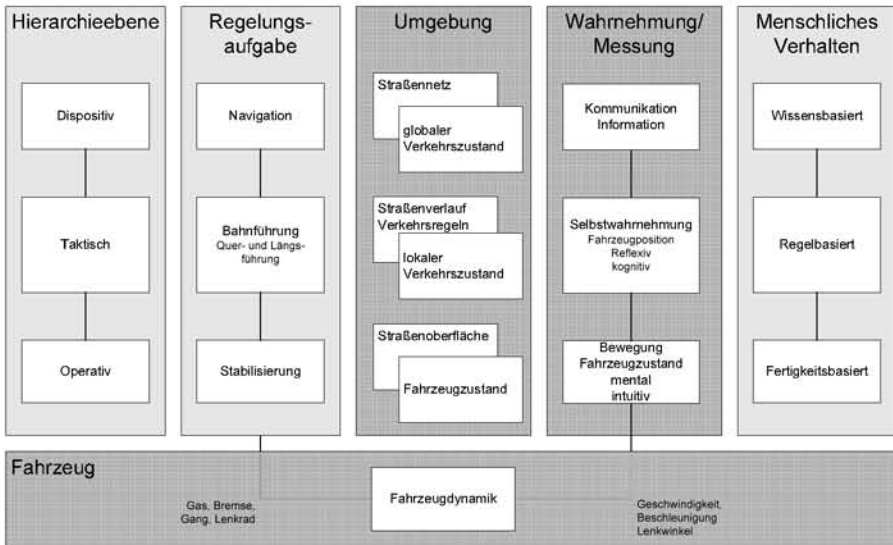 Hierarchieebene
Dispositiv
Taktisch
Operativ
Regelungs-
aufgabe
Navigation
Bahnführung
Quer- und Längs-
führung
Stabilisierung
Umgebung
Straßennetz
globaler
Verkehrszustand
Straßenverlauf
Verkehrsregeln
lokaler
Verkehrszustand
Straßenoberfläche
Fahrzeugzustand
Wahrnehmung/
Messung
Kommunikation
Information
Selbstwahrnehmung
Fahrzeugposition
Reflexiv
kognitiv
Bewegung
Fahrzeugzustand
mental
intuitiv
Menschliches
Verhalten
Wissensbasiert
Regelbasiert
Fertigkeitsbasiert
Fahrzeug
Gas, Bremse,
Gang, Lenkrad
Fahrzeugdynamik
Geschwindigkeit,
Beschleunigung
Lenkwinkel